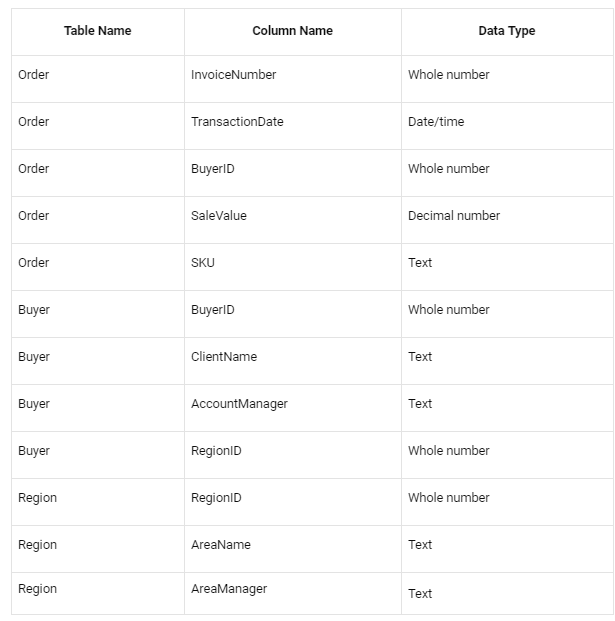 Table Name Column Name Data Type
Order InvoiceNumber Whole number
Order TransactionDate Date/time
Order BuyerID Whole number
Order SaleValue Decimal number
Order SKU Text
Buyer BuyerID Whole number
Buyer ClientName Text
Buyer AccountManager Text
Buyer RegionID Whole number
Region RegionID Whole number
Region AreaName Text
Region AreaManager Text